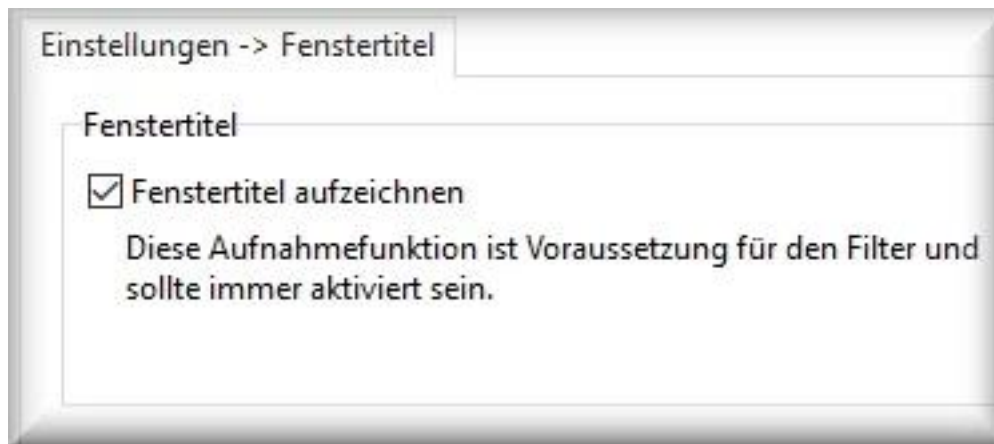 Einstellungen -> Fenstertitel
Fenstertitel
Fenstertitel aufzeichnen
Diese Aufnahmefunktion ist Voraussetzung für den Filter und
sollte immer aktiviert sein.